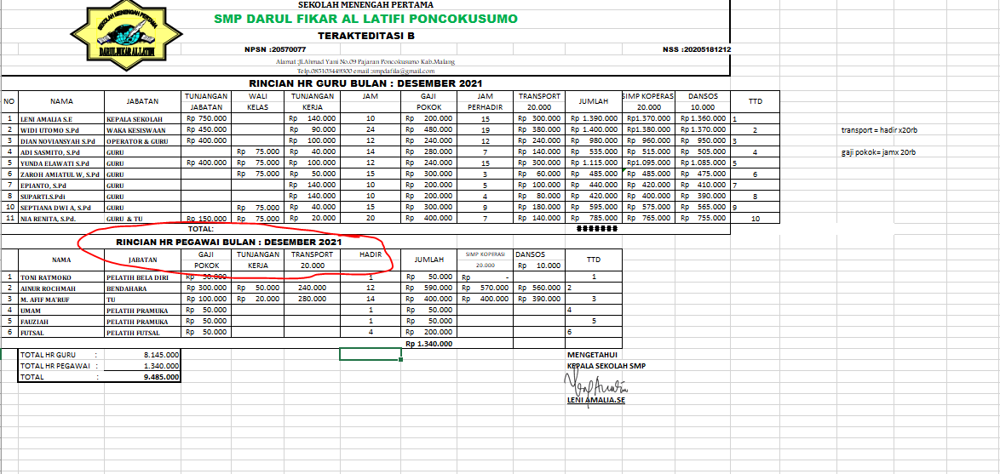 SEKOLAH MENENGAH PERTAMA
SMP DARUL FIKAR AL LATIFI PONCOKUSUMO
TERAKTEDITASI B
SEKOLAH MENENGAH PERTAMA
DARUL FIKAR AL LATIFI
NPSN :20570077 NSS :20205181212
Alamat :Jl.Ahmad Yani No.09 Pajaran Poncokusumo Kab.Malang
Telp.085103449300 email :smpdafila@gmail.com
RINCIAN HR GURU BULAN : DESEMBER 2021
NO NAMA JABATAN TUNJANGAN JABATAN WALI KELAS TUNJANGAN KERJA JAM GAJI POKOK JAM PERHADIR TRANSPORT 20.000 JUMLAH SIMP KOPERAS 20.000 DANSOS 10.000 TTD
1 LENI AMALIA S.E KEPALA SEKOLAH Rp 750.000 Rp 140.000 10 Rp 200.000 15 Rp 300.000 Rp 1.390.000 Rp1.370.000 Rp 1.360.000 1
2 WIDI UTOMO S.Pd WAKA KESISWAAN Rp 450.000 Rp 90.000 24 Rp 480.000 19 Rp 380.000 Rp 1.400.000 Rp1.380.000 Rp 1.370.000 2 transport = hadir x20rb
3 DIAN NOVIANSYAH S.Pd OPERATOR & GURU Rp 400.000 Rp 100.000 12 Rp 240.000 12 Rp 240.000 Rp 980.000 Rp 960.000 Rp 950.000 3
4 ADI SASMITO, S.Pd GURU Rp 75.000 Rp 40.000 14 Rp 280.000 7 Rp 140.000 Rp 535.000 Rp 515.000 Rp 505.000 4 gaji pokok= jamx 20rb
5 YUNDA ELAWATI S.Pd GURU Rp 400.000 Rp 75.000 Rp 100.000 12 Rp 240.000 15 Rp 300.000 Rp 1.115.000 Rp1.095.000 Rp 1.085.000 5
6 ZAROH AMIATUL W, S.Pd GURU Rp 75.000 Rp 50.000 15 Rp 300.000 3 Rp 60.000 Rp 485.000 Rp 485.000 Rp 475.000 6
7 EPIANTO, S.Pd GURU Rp 140.000 10 Rp 200.000 5 Rp 100.000 Rp 440.000 Rp 420.000 Rp 410.000 7
8 SUPARTI.S.Pdi GURU Rp 140.000 10 Rp 200.000 4 Rp 80.000 Rp 420.000 Rp 400.000 Rp 390.000 8
10 SEPTIANA DWI A, S.Pd GURU Rp 75.000 Rp 40.000 15 Rp 300.000 9 Rp 180.000 Rp 595.000 Rp 575.000 Rp 565.000 9
11 NIA RENITA, S.Pd. GURU & TU Rp 150.000 Rp 75.000 Rp 20.000 20 Rp 400.000 7 Rp 140.000 Rp 785.000 Rp 765.000 Rp 755.000 10
TOTAL: ########
RINCIAN HR PEGAWAI BULAN : DESEMBER 2021
NAMA JABATAN GAJI POKOK TUNJANGAN KERJA TRANSPORT 20.000 HADIR JUMLAH SIMP KOPERASI 20.000 DANSOS Rp 10.000 TTD
1 TONI RATMOKO PELATIH BELA DIRI Rp 50.000 1 Rp 50.000 Rp - 1
2 AINUR ROCHMAH BENDAHARA Rp 300.000 Rp 50.000 240.000 12 Rp 590.000 Rp 570.000 Rp 560.000 2
3 M. AFIF MA'RUF TU Rp 100.000 Rp 20.000 280.000 14 Rp 400.000 Rp 400.000 Rp 390.000 3
4 UMAM PELATIH PRAMUKA Rp 50.000 1 Rp 50.000 4
5 FAUZIAH PELATIH PRAMUKA Rp 50.000 1 Rp 50.000 5
6 FUTSAL PELATIH FUTSAL Rp 50.000 4 Rp 200.000 6
Rp 1.340.000
TOTAL HR GURU : 8.145.000 MENGETAHUI
TOTAL HR PEGAWAI : 1.340.000 KEPALA SEKOLAH SMP
TOTAL : 9.485.000
LENI AMALIA.SE